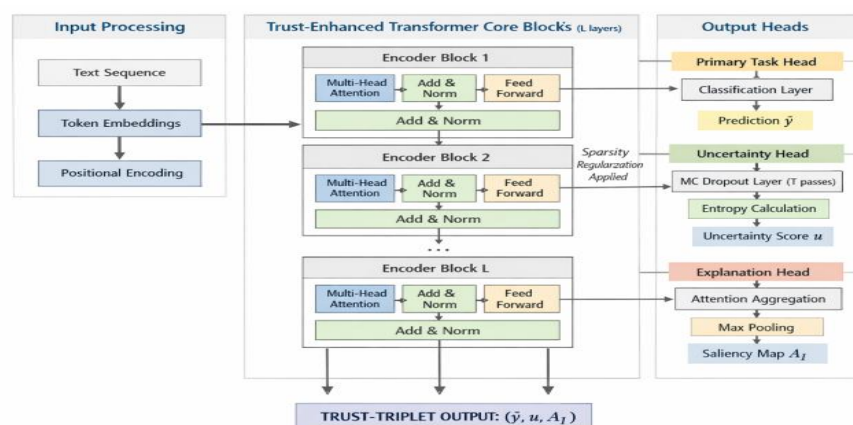 Input Processing
Text Sequence
Token Embeddings
Positional Encoding
Trust-Enhanced Transformer Core Block's (L layers)
Encoder Block 1
Multi-Head
Attention
Add &
Norm
Feed
Forward
Add & Norm
Encoder Block 2
Multi-Head
Attention
Add &
Norm
Feed
Forward
Add & Norm
Sparsity
Regularzation
Applied
...
Encoder Block L
Multi-Head
Attention
Add &
Norm
Feed
Forward
Add & Norm
Output Heads
Primary Task Head
Classification Layer
Prediction ŷ
Uncertainty Head
MC Dropout Layer (T passes)
Entropy Calculation
Uncertainty Score u
Explanation Head
Attention Aggregation
Max Pooling
Saliency Map A_I
TRUST-TRIPLET OUTPUT: (ŷ, u, A_I)